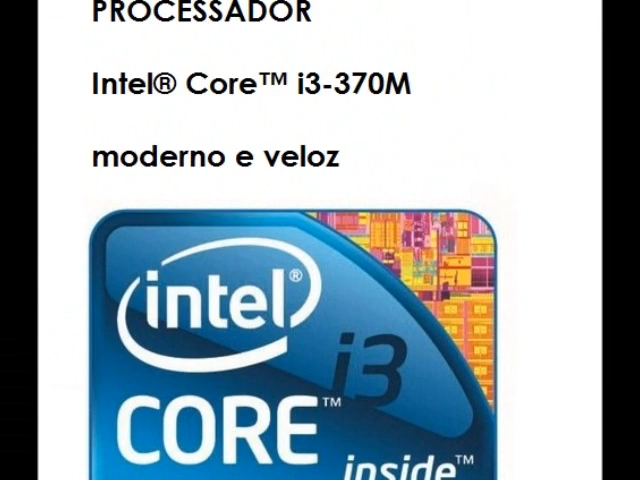 PROCESSADOR
Intel® Core™ i3-370M
moderno e veloz
intel®
i3
CORE™
inside™